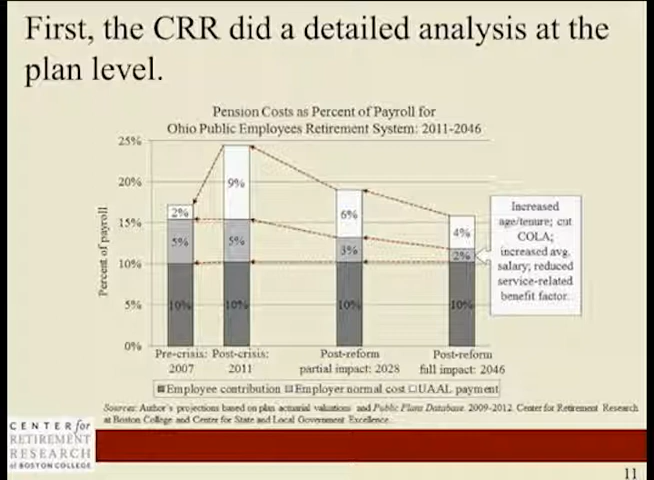 First, the CRR did a detailed analysis at the
plan level.
Pension Costs as Percent of Payroll for
Ohio Public Employees Retirement System: 2011-2046
Percent of payroll
25%
20%
15%
10%
5%
0%
2%
5%
10%
9%
5%
10%
6%
3%
10%
4%
2%
10%
Increased
age/tenure; cut
COLA;
increased avg.
salary; reduced
service-related
benefit factor.
Pre-crisis:
2007
Post-crisis:
2011
Post-reform
partial impact: 2028
Post-reform
full impact: 2046
Employee contribution Employer normal cost UAAL payment
Sources: Author's projections based on plan actuarial valuations and Public Plans Database. 2009-2012. Center for Retirement Research
at Boston College and Center for State and Local Government Excellence.
CENTER for
RETIREMENT
RESEARCH
at BOSTON COLLEGE
11